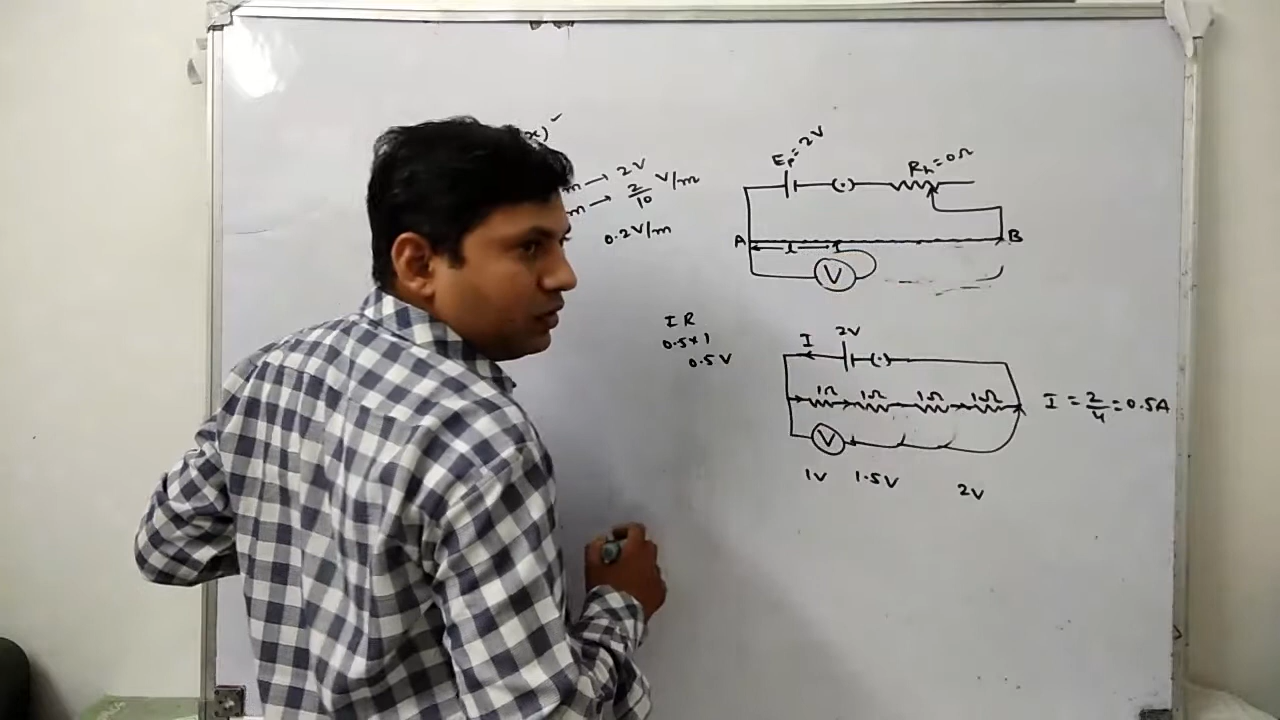 x)
m → 2V
m → 2/10 V/m
0.2V/m
Ep=2V
Rh=0Ω
A
B
l
V
IR
0.5×1
0.5V
I
2V
1Ω 1Ω 1Ω 1Ω
I = 2/4 = 0.5A
V
1V 1.5V 2V